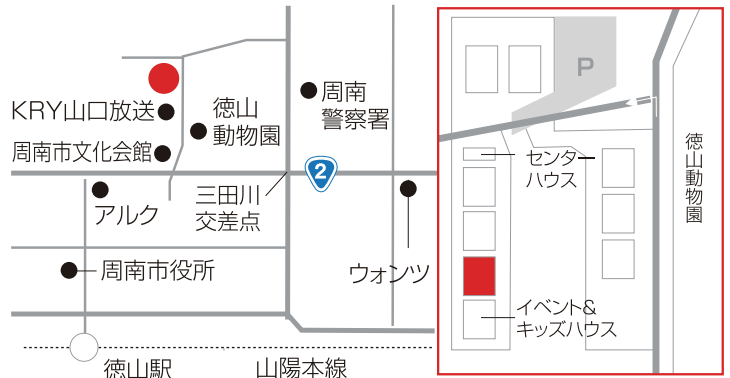 KRY山口放送
周南市文化会館
徳山
動物園
周南
警察署
2
三田川
交差点
アルク
周南市役所
ウォンツ
徳山駅
山陽本線
P
センター
ハウス
徳山動物園
イベント&
キッズハウス